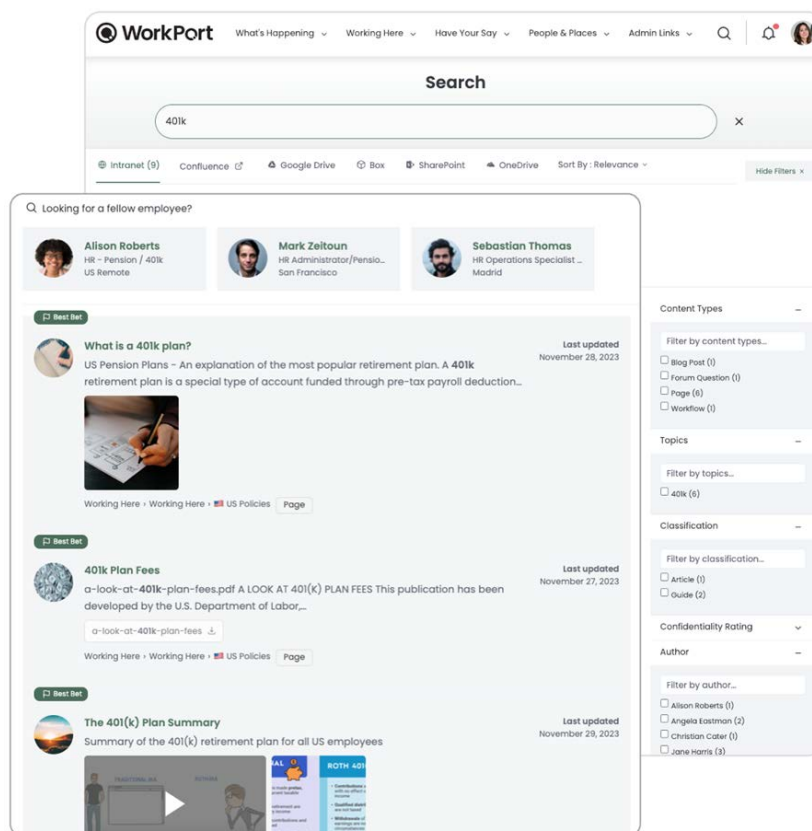 WorkPort
What's Happening
Working Here
Have Your Say
People & Places
Admin Links
Search
401k
Intranet (9)
Confluence
Google Drive
Box
SharePoint
OneDrive
Sort By : Relevance
Hide Filters ×
Looking for a fellow employee?
Alison Roberts
HR - Pension / 401k
US Remote
Mark Zeitoun
HR Administrator/Pensio...
San Francisco
Sebastian Thomas
HR Operations Specialist ...
Madrid
Best Bet
What is a 401k plan?
Last updated
November 28, 2023
US Pension Plans - An explanation of the most popular retirement plan. A 401k
retirement plan is a special type of account funded through pre-tax payroll deduction...
Working Here › Working Here › US Policies Page
Best Bet
401k Plan Fees
Last updated
November 27, 2023
a-look-at-401k-plan-fees.pdf A LOOK AT 401(K) PLAN FEES This publication has been
developed by the U.S. Department of Labor,...
a-look-at-401k-plan-fees
Working Here › Working Here › US Policies Page
Best Bet
The 401(k) Plan Summary
Last updated
November 29, 2023
Summary of the 401(k) retirement plan for all US employees
TRADITIONAL IRA
ROTH 401
Content Types
Filter by content types...
Blog Post (1)
Forum Question (1)
Page (6)
Workflow (1)
Topics
Filter by topics...
401k (6)
Classification
Filter by classification...
Article (1)
Guide (2)
Confidentiality Rating
Author
Filter by author...
Alison Roberts (1)
Angela Eastman (2)
Christian Cater (1)
Jane Harris (3)